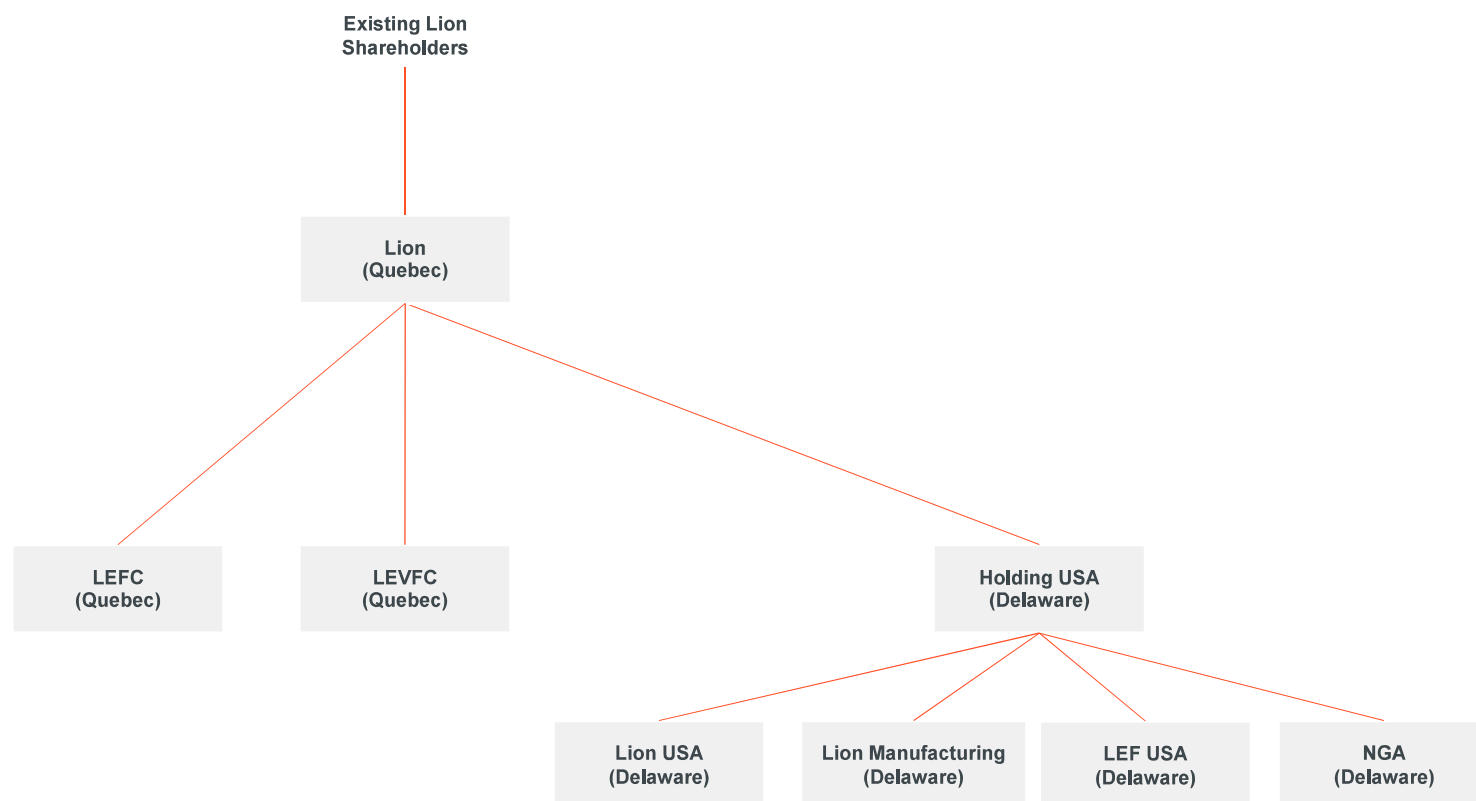 Existing Lion
Shareholders
Lion
(Quebec)
LEFC
(Quebec)
LEVFC
(Quebec)
Holding USA
(Delaware)
Lion USA
(Delaware)
Lion Manufacturing
(Delaware)
LEF USA
(Delaware)
NGA
(Delaware)